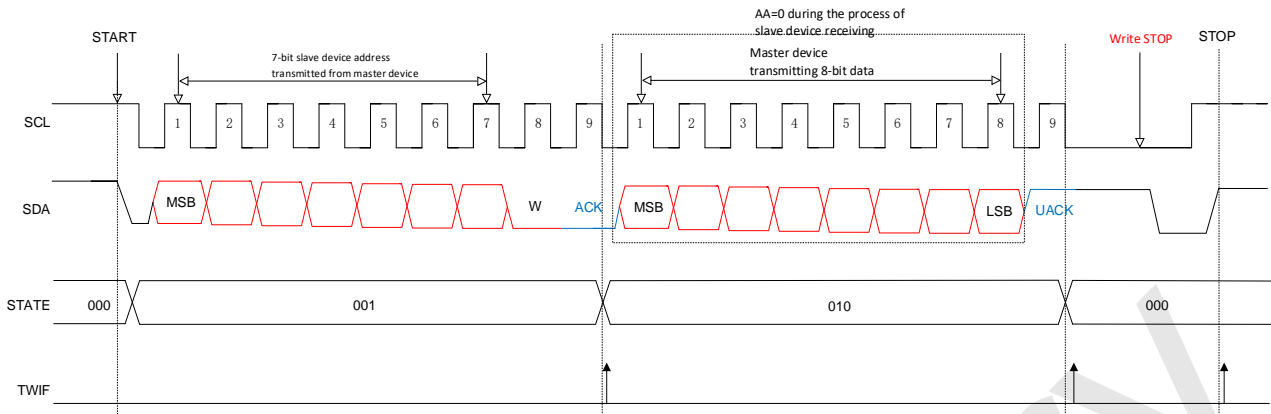 AA=0 during the process of
slave device receiving
START
7-bit slave device address
transmitted from master device
Master device
transmitting 8-bit data
Write STOP
STOP
SCL
1 2 3 4 5 6 7 8 9 1 2 3 4 5 6 7 8 9
SDA
MSB
W
ACK
MSB
LSB
UACK
STATE
000
001
010
000
TWIF